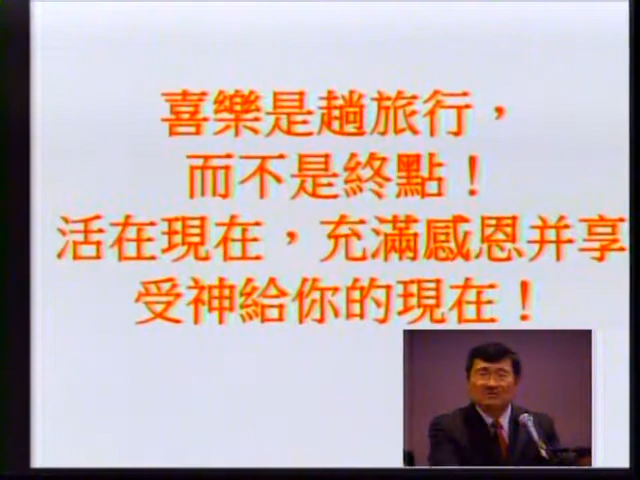 喜樂是趟旅行，
而不是終點！
活在現在，充滿感恩并享
受神給你的現在！